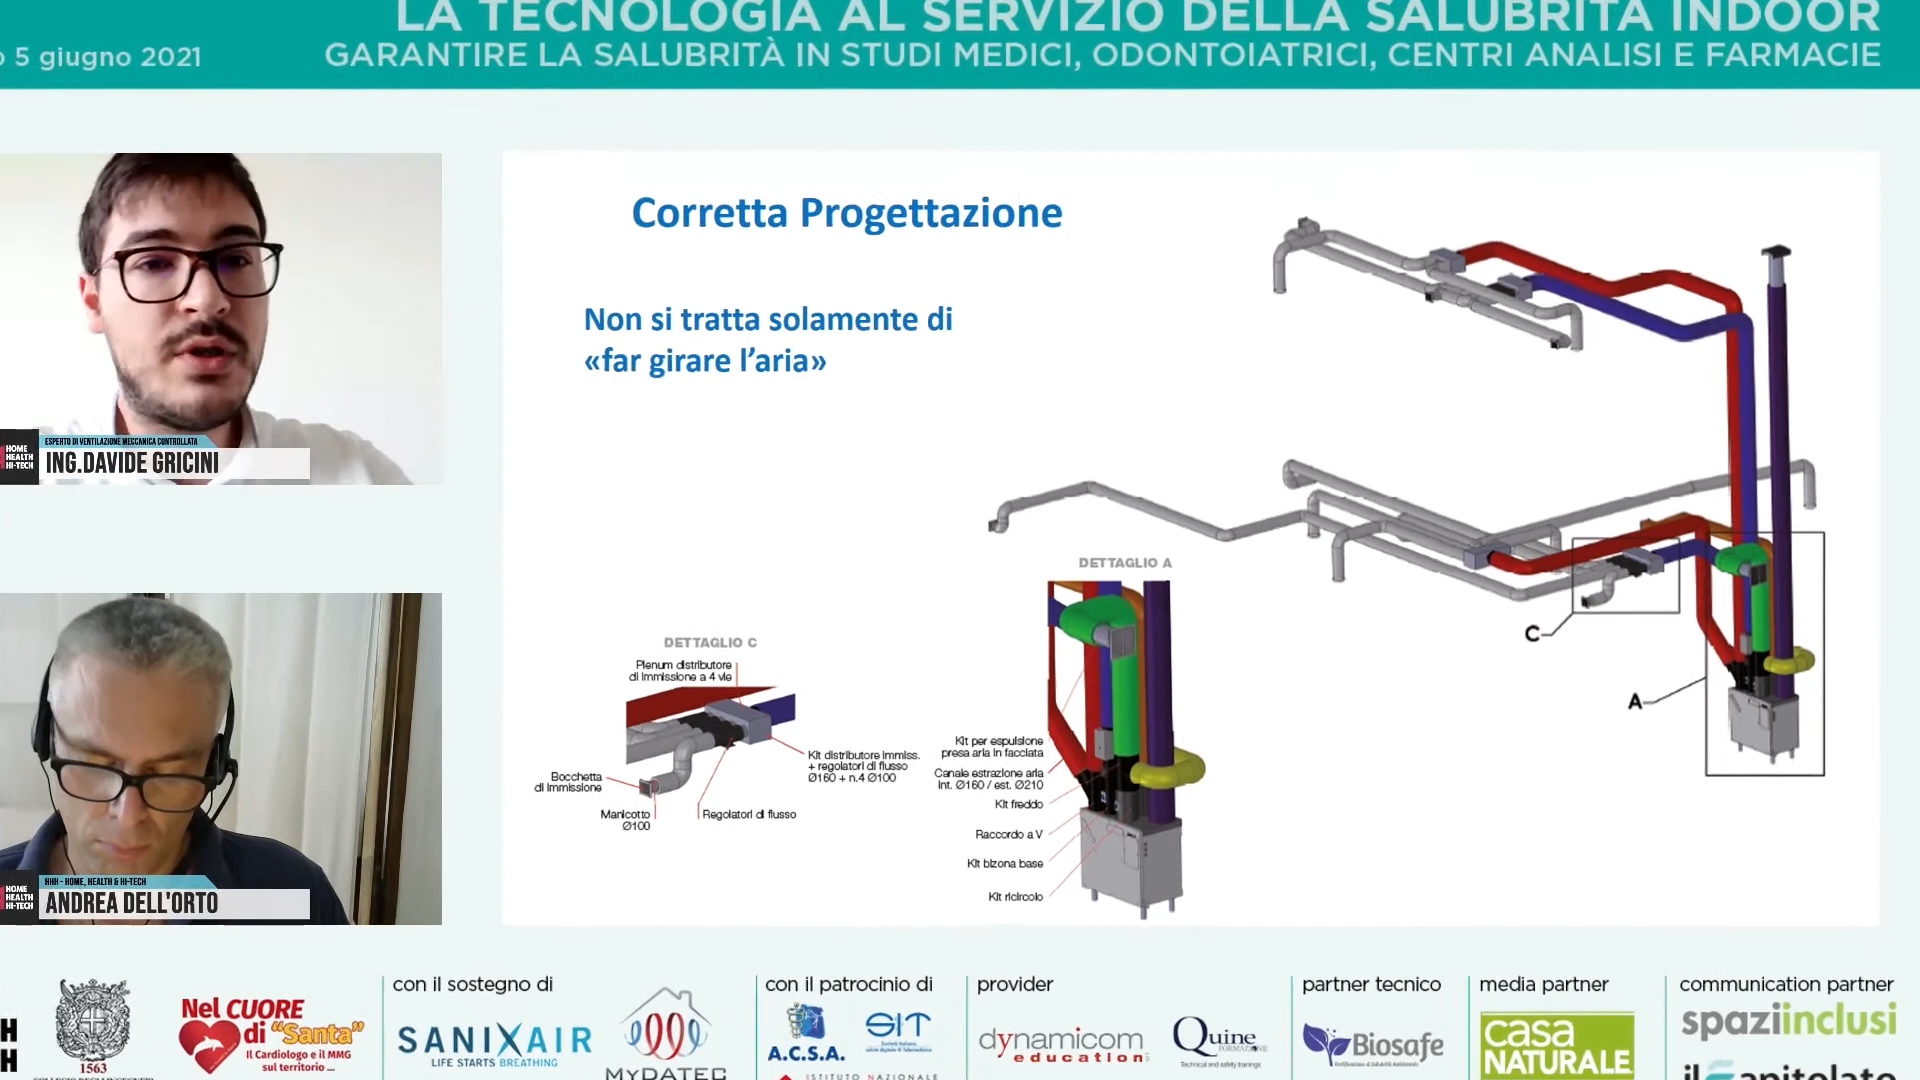 LA TECNOLOGIA AL SERVIZIO DELLA SALUBRITÀ INDOOR
5 giugno 2021
GARANTIRE LA SALUBRITÀ IN STUDI MEDICI, ODONTOIATRICI, CENTRI ANALISI E FARMACIE
HOME
HEALTH
HI-TECH
ESPERTO DI VENTILAZIONE MECCANICA CONTROLLATA
ING.DAVIDE GRICINI
HOME
HEALTH
HI-TECH
HHH - HOME, HEALTH & HI-TECH
ANDREA DELL'ORTO
Corretta Progettazione
Non si tratta solamente di
«far girare l’aria»
DETTAGLIO C
Plenum distributore
di immissione a 4 vie
Bocchetta
di immissione
Manicotto
Ø100
Regolatori di flusso
Kit distributore immiss.
+ regolatori di flusso
Ø160 + n.4 Ø100
DETTAGLIO A
Kit per espulsione
presa aria in facciata
Canale estrazione aria
int. Ø160 / est. Ø210
Kit freddo
Raccordo a V
Kit bizona base
Kit ricircolo
C
A
H
H
1563
Nel CUORE
di “Santa”
Il Cardiologo e il MMG
sul territorio ...
con il sostegno di
SANIXAIR
LIFE STARTS BREATHING
MYDATEC
con il patrocinio di
A.C.S.A.
SIT
ISTITUTO NAZIONALE
provider
dynamicom
education
Quine
FORMAZIONE
Technical and safety trainings
partner tecnico
Biosafe
media partner
casa
NATURALE
communication partner
spaziinclusi